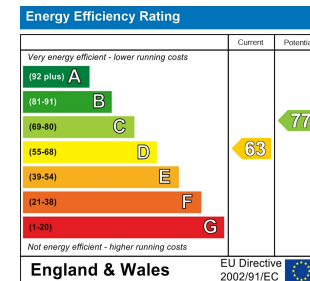 Energy Efficiency Rating
Current Potentia
Very energy efficient - lower running costs
(92 plus) A
(81-91) B
(69-80) C
77
(55-68) D
63
(39-54) E
(21-38) F
(1-20) G
Not energy efficient - higher running costs
England & Wales
EU Directive
2002/91/EC